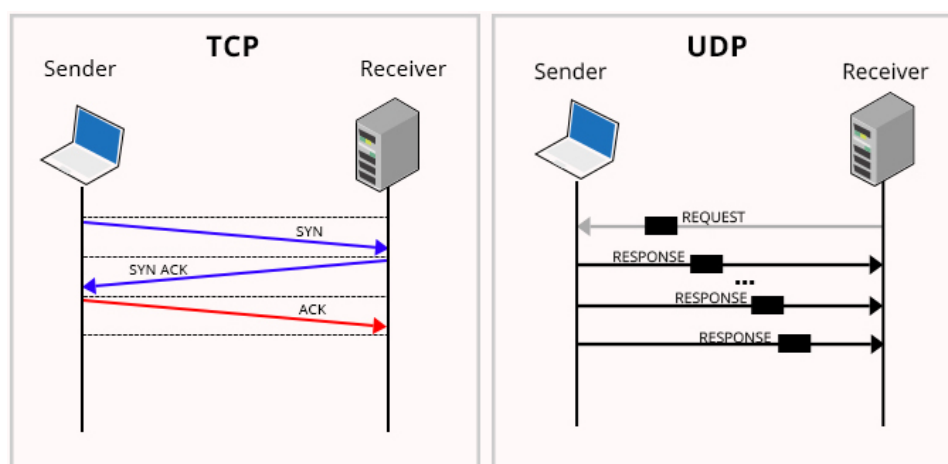 TCP
Sender
Receiver
SYN
SYN ACK
ACK
UDP
Sender
Receiver
REQUEST
RESPONSE
...
RESPONSE
RESPONSE